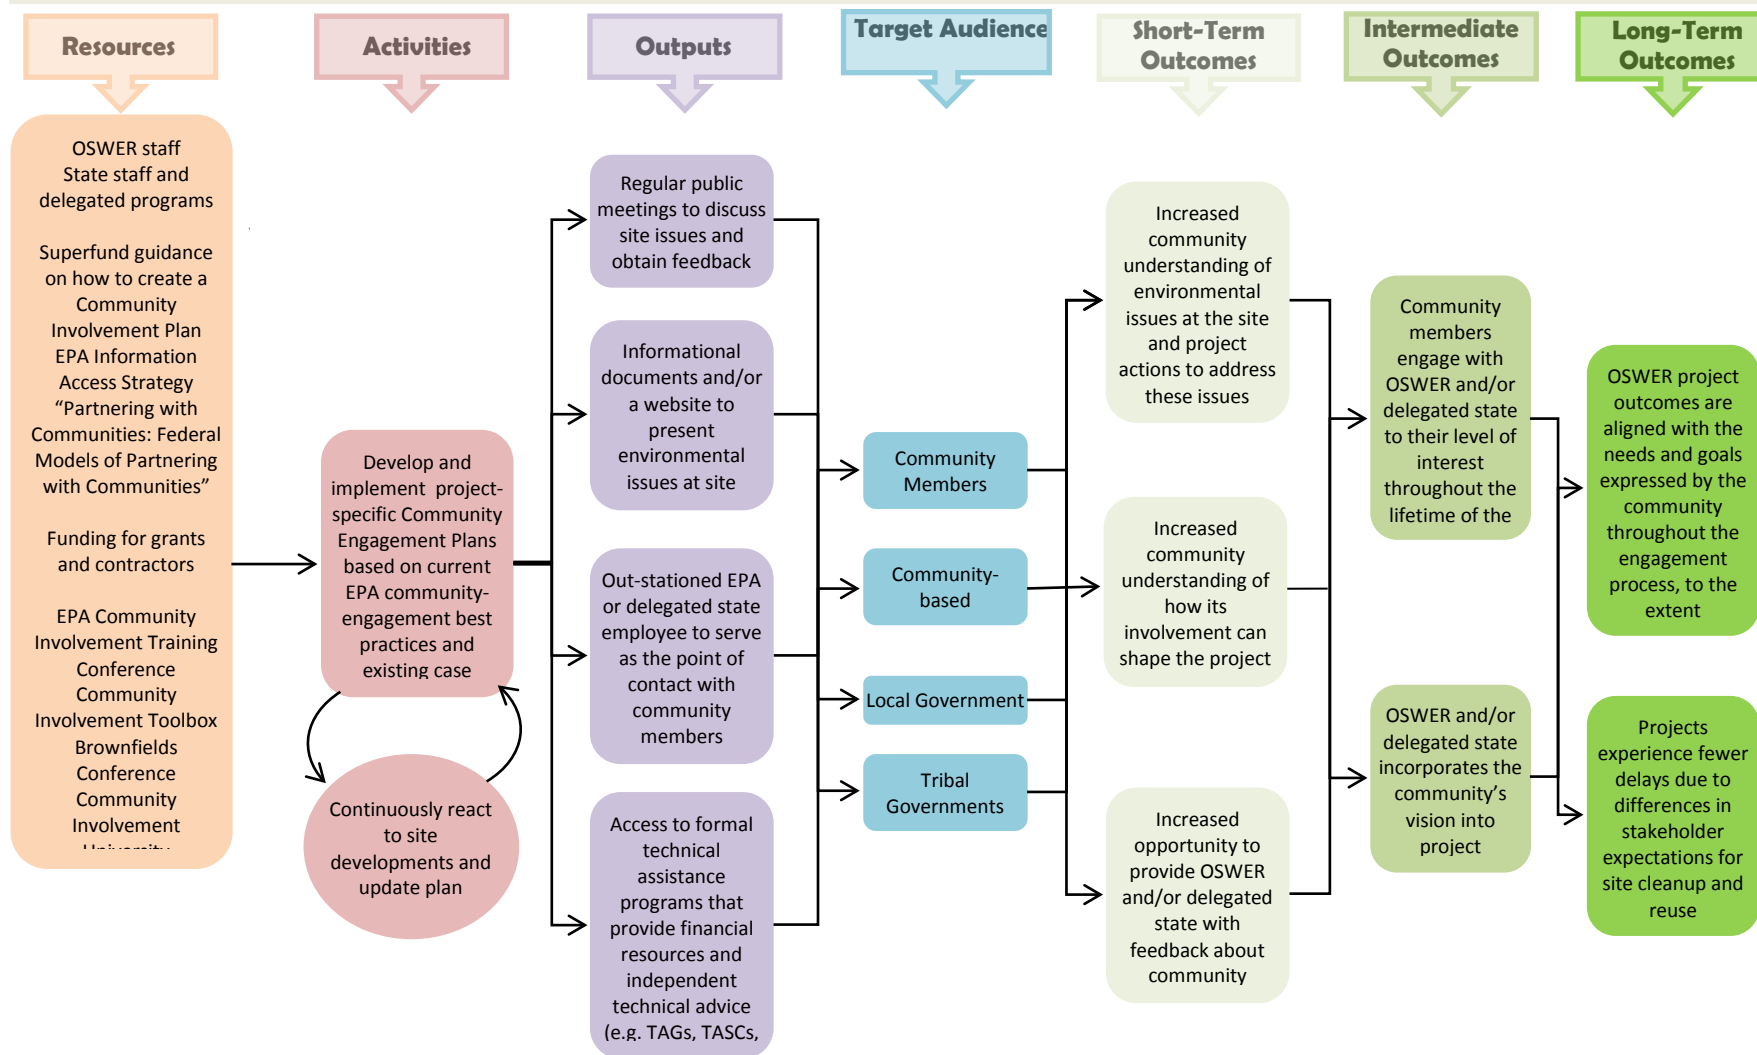 Resources
Activities
Outputs
Target Audience
Short-Term
Outcomes
Intermediate
Outcomes
Long-Term
Outcomes
OSWER staff
State staff and
delegated programs
Superfund guidance
on how to create a
Community
Involvement Plan
EPA Information
Access Strategy
“Partnering with
Communities: Federal
Models of Partnering
with Communities”
Funding for grants
and contractors
EPA Community
Involvement Training
Conference
Community
Involvement Toolbox
Brownfields
Conference
Community
Involvement
University
Develop and
implement project-
specific Community
Engagement Plans
based on current
EPA community-
engagement best
practices and
existing case
Continuously react
to site
developments and
update plan
Regular public
meetings to discuss
site issues and
obtain feedback
Informational
documents and/or
a website to
present
environmental
issues at site
Out-stationed EPA
or delegated state
employee to serve
as the point of
contact with
community
members
Access to formal
technical
assistance
programs that
provide financial
resources and
independent
technical advice
(e.g. TAGs, TASCs,
Community
Members
Community-
based
Local Government
Tribal
Governments
Increased
community
understanding of
environmental
issues at the site
and project
actions to address
these issues
Increased
community
understanding of
how its
involvement can
shape the project
Increased
opportunity to
provide OSWER
and/or delegated
state with
feedback about
community
Community
members
engage with
OSWER and/or
delegated state
to their level of
interest
throughout the
lifetime of the
OSWER and/or
delegated state
incorporates the
community’s
vision into
project
OSWER project
outcomes are
aligned with the
needs and goals
expressed by the
community
throughout the
engagement
process, to the
extent
Projects
experience fewer
delays due to
differences in
stakeholder
expectations for
site cleanup and
reuse